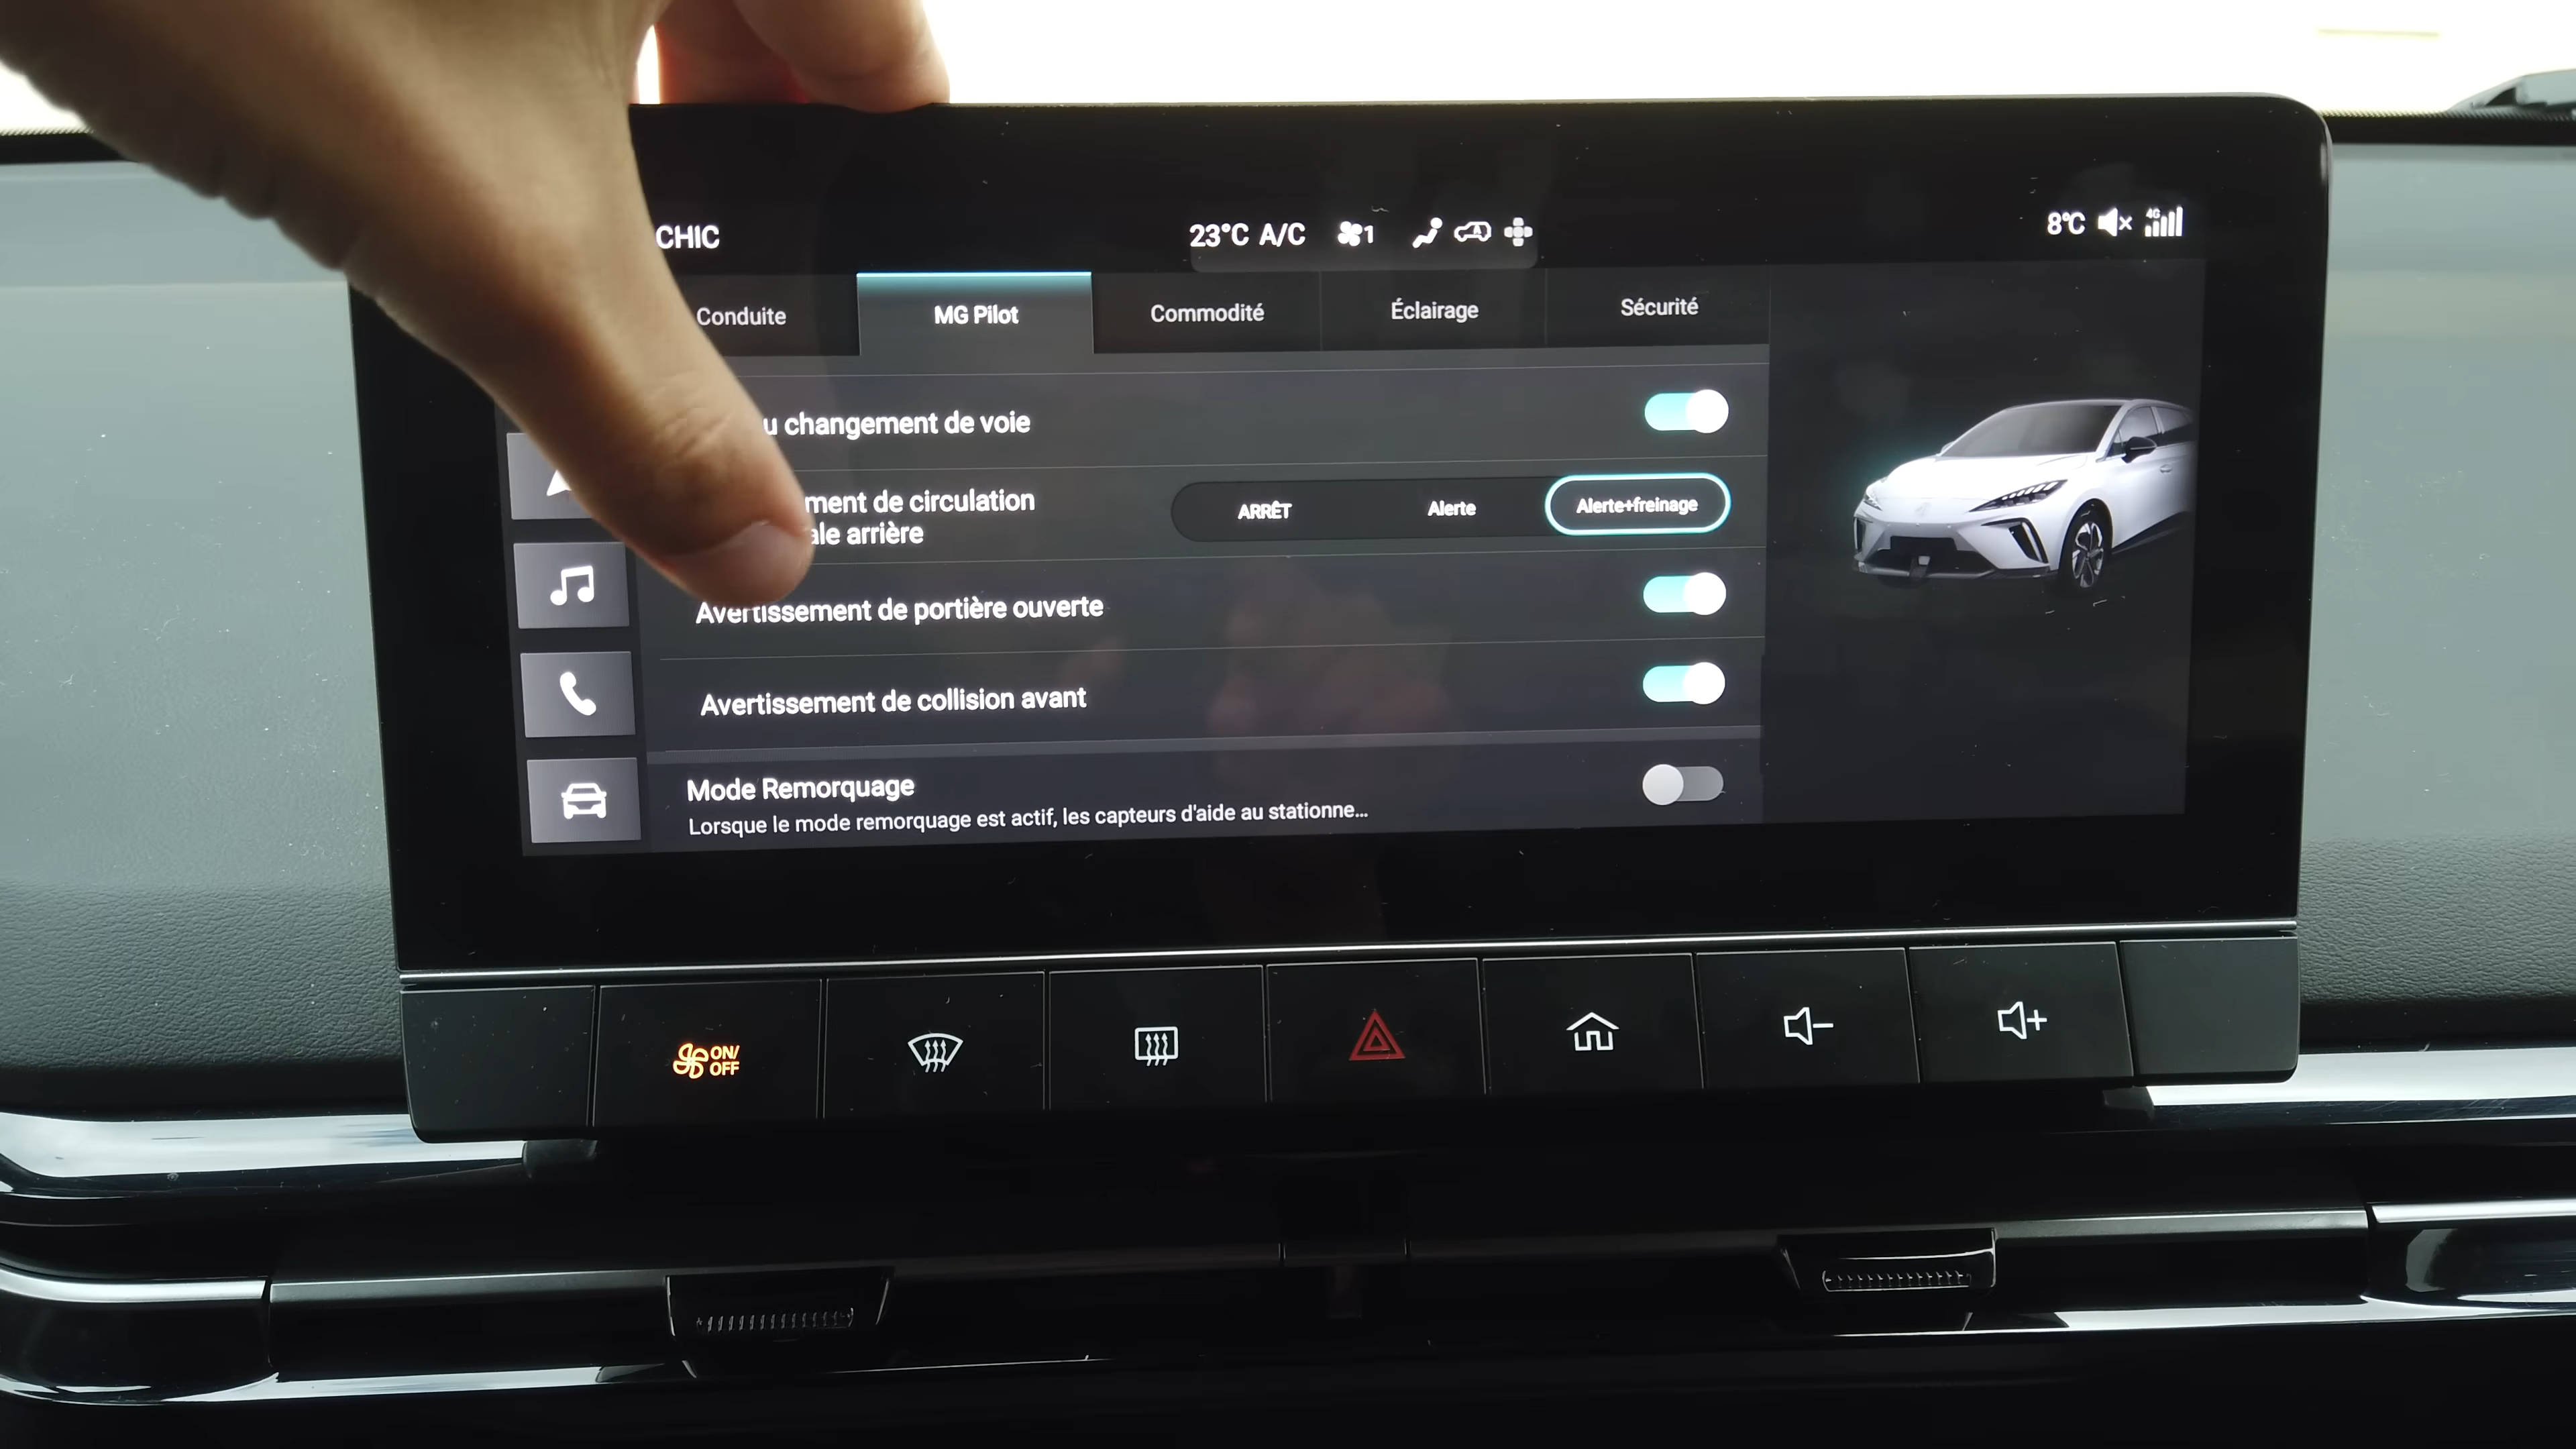 CHIC
23°C A/C 1
8℃
4G
Conduite
MG Pilot
Commodité
Éclairage
Sécurité
u changement de voie
ment de circulation
ale arrière
ARRÊT
Alerte
Alerte+freinage
Avertissement de portière ouverte
Avertissement de collision avant
Mode Remorquage
Lorsque le mode remorquage est actif, les capteurs d'aide au stationne...
ON/
OFF